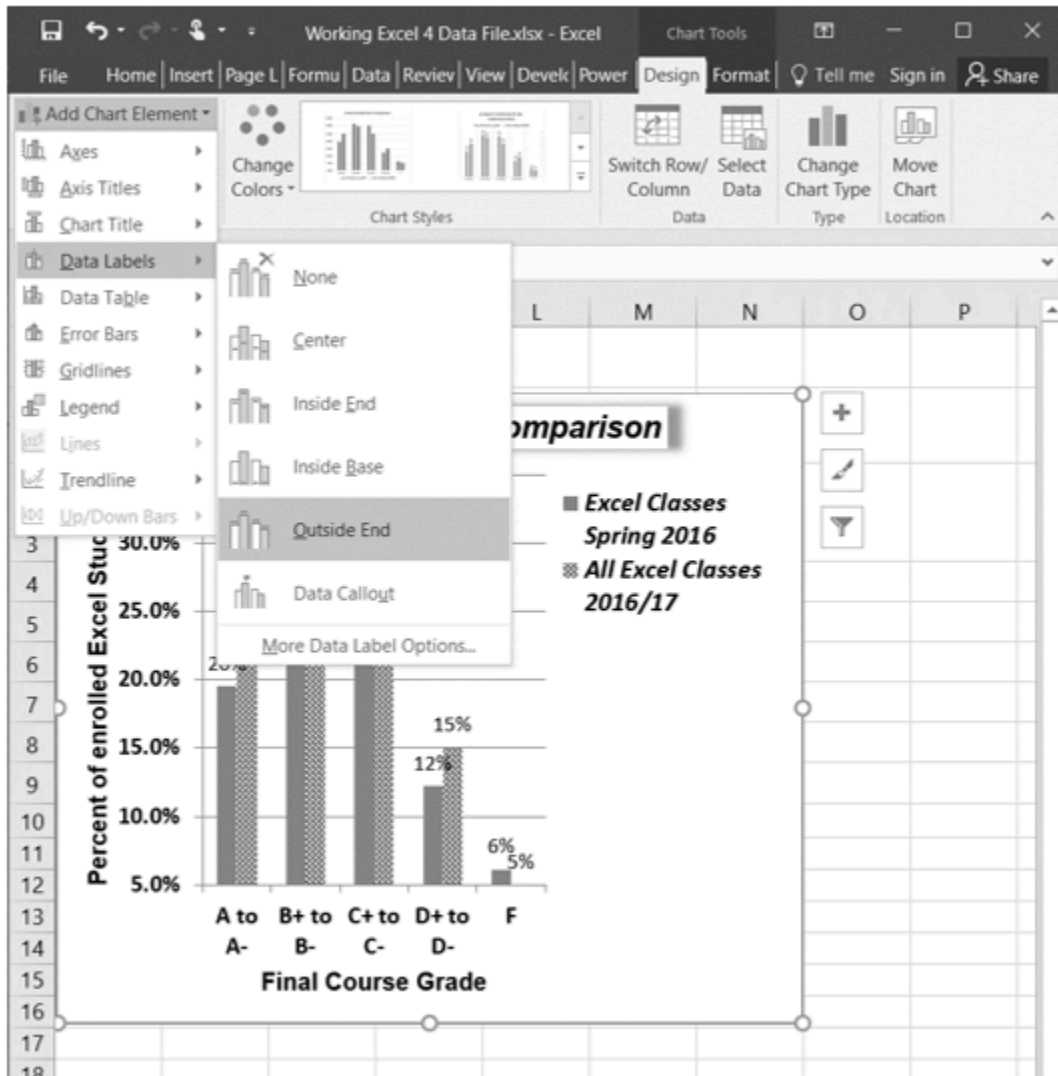 Working Excel 4 Data File.xlsx - Excel
Chart Tools
File Home Insert Page L Formu Data Reviev View Develc Power Design Format Tell me Sign in Share
Add Chart Element
Axes
Axis Titles
Chart Title
Data Labels
Data Table
Error Bars
Gridlines
Legend
Lines
Trendline
Up/Down Bars
Change
Colors
Chart Styles
Switch Row/
Column
Select
Data
Data
Change
Chart Type
Type
Move
Chart
Location
None
Center
Inside End
Inside Base
Outside End
Data Callout
More Data Label Options...
L M N O P
3
4
5
6
7
8
9
10
11
12
13
14
15
16
17
18
omparison
Excel Classes
Spring 2016
All Excel Classes
2016/17
Percent of enrolled Excel Stuc
30.0%
25.0%
20.0%
15.0%
10.0%
5.0%
15%
12%
6%
5%
A to
A-
B+ to
B-
C+ to
C-
D+ to
D-
F
Final Course Grade